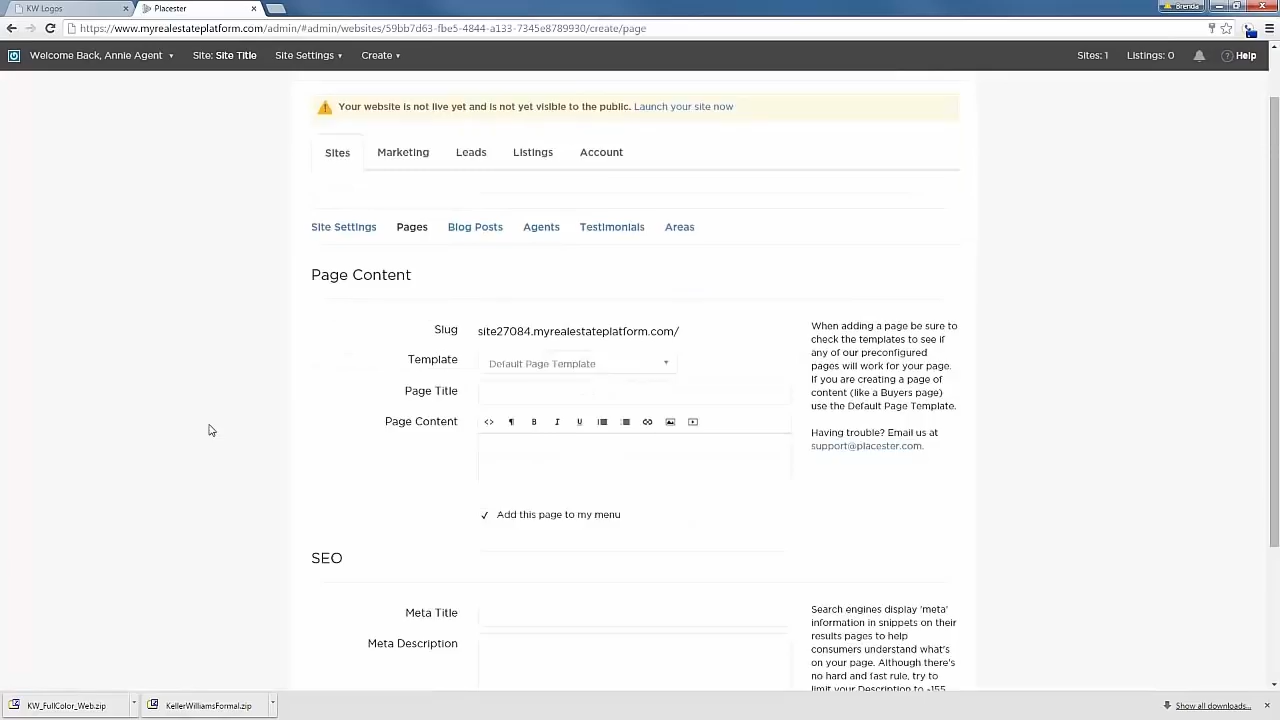 KW Logos
Placester
Brenda
https://www.myrealestateplatform.com/admin/#admin/websites/59bb7d63-fbe5-4844-a133-7345e8789930/create/page
Welcome Back, Annie Agent ▾ Site: Site Title Site Settings ▾ Create ▾ Sites: 1 Listings: 0 ? Help
Your website is not live yet and is not yet visible to the public. Launch your site now
Sites Marketing Leads Listings Account
Site Settings Pages Blog Posts Agents Testimonials Areas
Page Content
Slug site27084.myrealestateplatform.com/
Template Default Page Template
Page Title
Page Content <> ¶ B I U
✓ Add this page to my menu
When adding a page be sure to
check the templates to see if
any of our preconfigured
pages will work for your page.
If you are creating a page of
content (like a Buyers page)
use the Default Page Template.
Having trouble? Email us at
support@placester.com.
SEO
Meta Title
Meta Description
Search engines display 'meta'
information in snippets on their
results pages to help
consumers understand what's
on your page. Although there's
no hard and fast rule, try to
limit your Description to ~155
KW_FullColor_Web.zip
KellerWilliamsFormal.zip
Show all downloads...